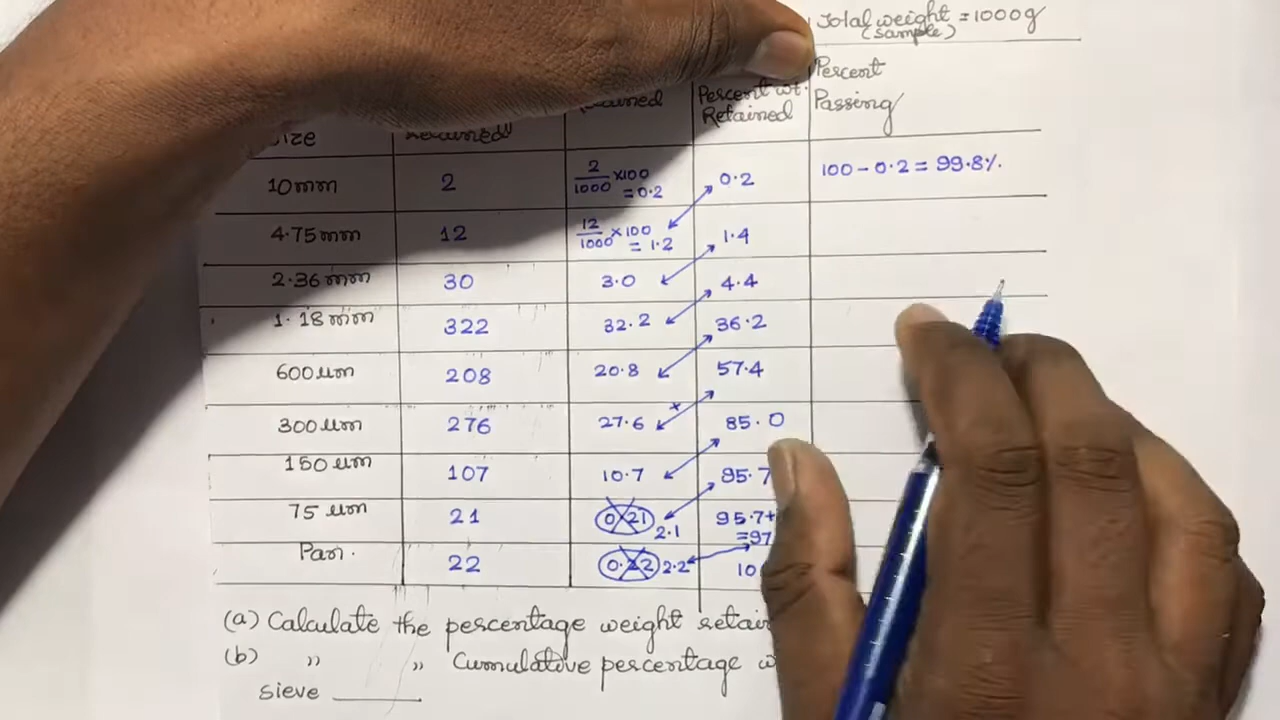 Total weight = 1000g
(sample)
Percent wt. Percent
Retained Passing
Size Retained
10mm 2 2/1000 ×100 = 0.2 0.2 100 - 0.2 = 99.8%.
4.75mm 12 12/1000 × 100 = 1.2 1.4
2.36mm 30 3.0 4.4
1.18mm 322 32.2 36.2
600um 208 20.8 57.4
300um 276 27.6 × 85.0
150um 107 10.7
75um 21 0.21 2.1 95.7+
Pan. 22 0.22 2.2
(a) Calculate the percentage weight
(b) " " Cumulative percentage
sieve